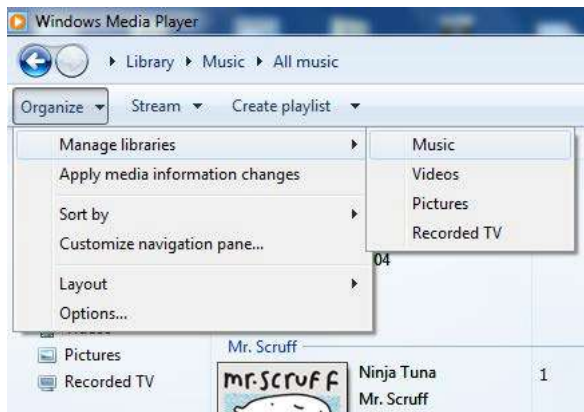 Windows Media Player
Library Music All music
Organize Stream Create playlist
Manage libraries
Apply media information changes
Sort by
Customize navigation pane...
Layout
Options...
Music
Videos
Pictures
Recorded TV
04
Pictures
Recorded TV
Mr. Scruff
mr.scruff
Ninja Tuna
Mr. Scruff
1